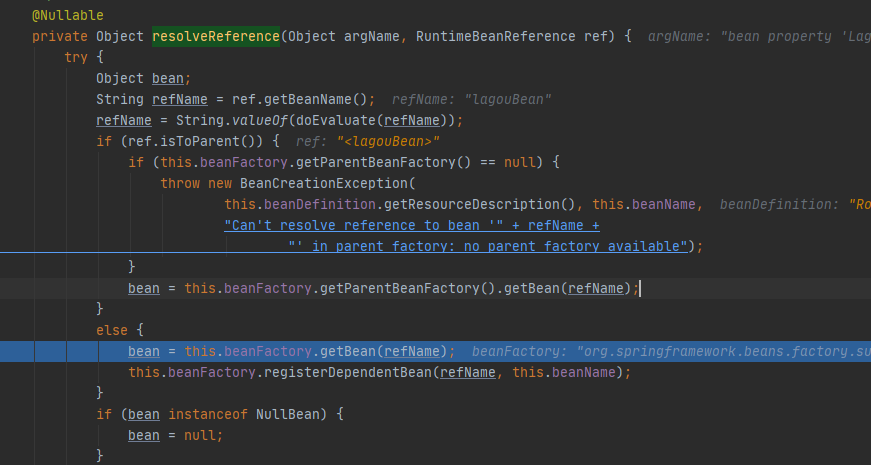 @Nullable
private Object resolveReference(Object argName, RuntimeBeanReference ref) { argName: "bean property 'Lag
try {
Object bean;
String refName = ref.getBeanName(); refName: "lagouBean"
refName = String.valueOf(doEvaluate(refName));
if (ref.isToParent()) { ref: "<lagouBean>"
if (this.beanFactory.getParentBeanFactory() == null) {
throw new BeanCreationException(
this.beanDefinition.getResourceDescription(), this.beanName, beanDefinition: "Ro
"Can't resolve reference to bean '" + refName +
"' in parent factory: no parent factory available");
}
bean = this.beanFactory.getParentBeanFactory().getBean(refName);
}
else {
bean = this.beanFactory.getBean(refName); beanFactory: "org.springframework.beans.factory.su
this.beanFactory.registerDependentBean(refName, this.beanName);
}
if (bean instanceof NullBean) {
bean = null;
}